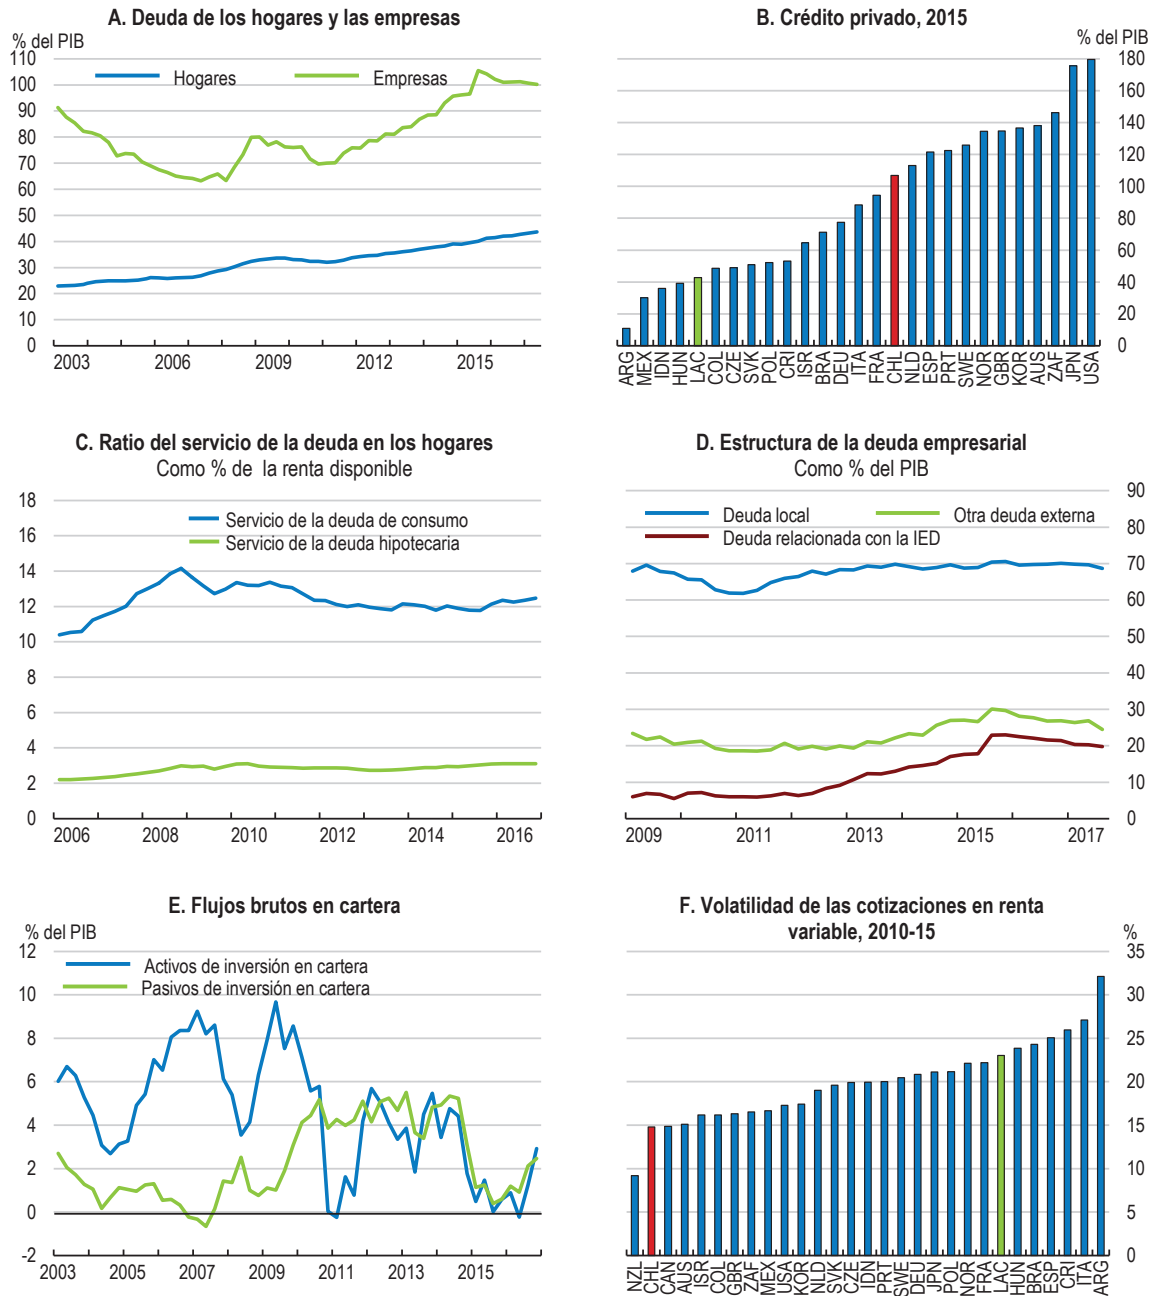 A. Deuda de los hogares y las empresas
% del PIB
110
100
90
80
70
60
50
40
30
20
10
0
Hogares
Empresas
2003 2006 2009 2012 2015
B. Crédito privado, 2015
% del PIB
180
160
140
120
100
80
60
40
20
0
ARG MEX IDN HUN LAC COL CZE SVK POL CRI ISR BRA DEU ITA FRA CHL NLD ESP PRT SWE NOR GBR KOR AUS ZAF JPN USA
C. Ratio del servicio de la deuda en los hogares
Como % de la renta disponible
18
16
14
12
10
8
6
4
2
0
Servicio de la deuda de consumo
Servicio de la deuda hipotecaria
2006 2008 2010 2012 2014 2016
D. Estructura de la deuda empresarial
Como % del PIB
90
80
70
60
50
40
30
20
10
0
Deuda local
Otra deuda externa
Deuda relacionada con la IED
2009 2011 2013 2015 2017
E. Flujos brutos en cartera
% del PIB
12
10
8
6
4
2
0
-2
Activos de inversión en cartera
Pasivos de inversión en cartera
2003 2005 2007 2009 2011 2013 2015
F. Volatilidad de las cotizaciones en renta
variable, 2010-15
%
35
30
25
20
15
10
5
0
NZL CHL CAN AUS ISR COL GBR ZAF MEX USA KOR NLD SVK CZE IDN PRT SWE DEU JPN POL NOR FRA LAC HUN BRA ESP CRI ITA ARG